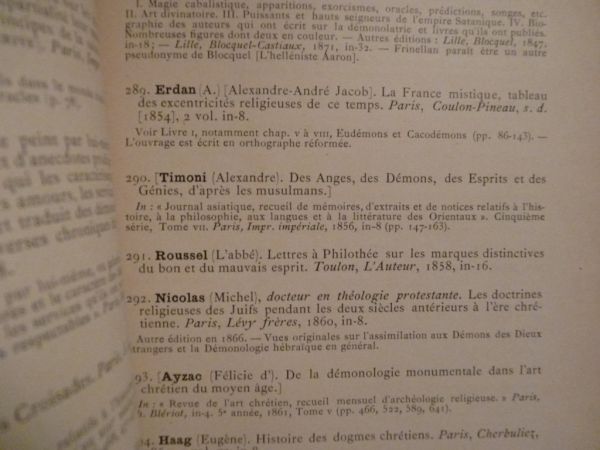 I. Magie cabalistique, apparitions, exorcismes, oracles, prédictions, songes, etc.
II. Art divinatoire. III. Puissants et hauts seigneurs de l'empire Satanique. IV. Bio-
graphie des auteurs qui ont écrit sur la démonolatrie et livres qu'ils ont publiés.
Nombreuses figures dont deux en couleur. — Autres éditions : Lille, Blocquel, 1847,
in-18 ; — Lille, Blocquel-Castiaux, 1871, in-32. — Frinellan paraît être un autre
pseudonyme de Blocquel [L'helléniste Aaron].
289. Erdan (A.) [Alexandre-André Jacob]. La France mistique, tableau
des excentricités religieuses de ce temps. Paris, Coulon-Pineau, s. d.
[1854], 2 vol. in-8.
Voir Livre I, notamment chap. V à VIII, Eudémons et Cacodémons (pp. 86-143). —
L'ouvrage est écrit en orthographe réformée.
290. [Timoni (Alexandre). Des Anges, des Démons, des Esprits et des
Génies, d'après les musulmans.]
In : « Journal asiatique, recueil de mémoires, d'extraits et de notices relatifs à l'his-
toire, à la philosophie, aux langues et à la littérature des Orientaux ». Cinquième
série, Tome VII. Paris, Impr. impériale, 1856, in-8 (pp. 147-163).
291. Roussel (L'abbé). Lettres à Philothée sur les marques distinctives
du bon et du mauvais esprit. Toulon, L'Auteur, 1858, in-16.
292. Nicolas (Michel), docteur en théologie protestante. Les doctrines
religieuses des Juifs pendant les deux siècles antérieurs à l'ère chré-
tienne. Paris, Lévy frères, 1860, in-8.
Autre édition en 1866. — Vues originales sur l'assimilation aux Démons des Dieux
étrangers et la Démonologie hébraïque en général.
93. [Ayzac (Félicie d'). De la démonologie monumentale dans l'art
chrétien du moyen âge.]
In : « Revue de l'art chrétien, recueil mensuel d'archéologie religieuse. » Paris,
Blériot, in-4. 5e année, 1861, Tome V (pp. 466, 522, 589, 641).
94. Haag (Eugène). Histoire des dogmes chrétiens. Paris, Cherbuliez,